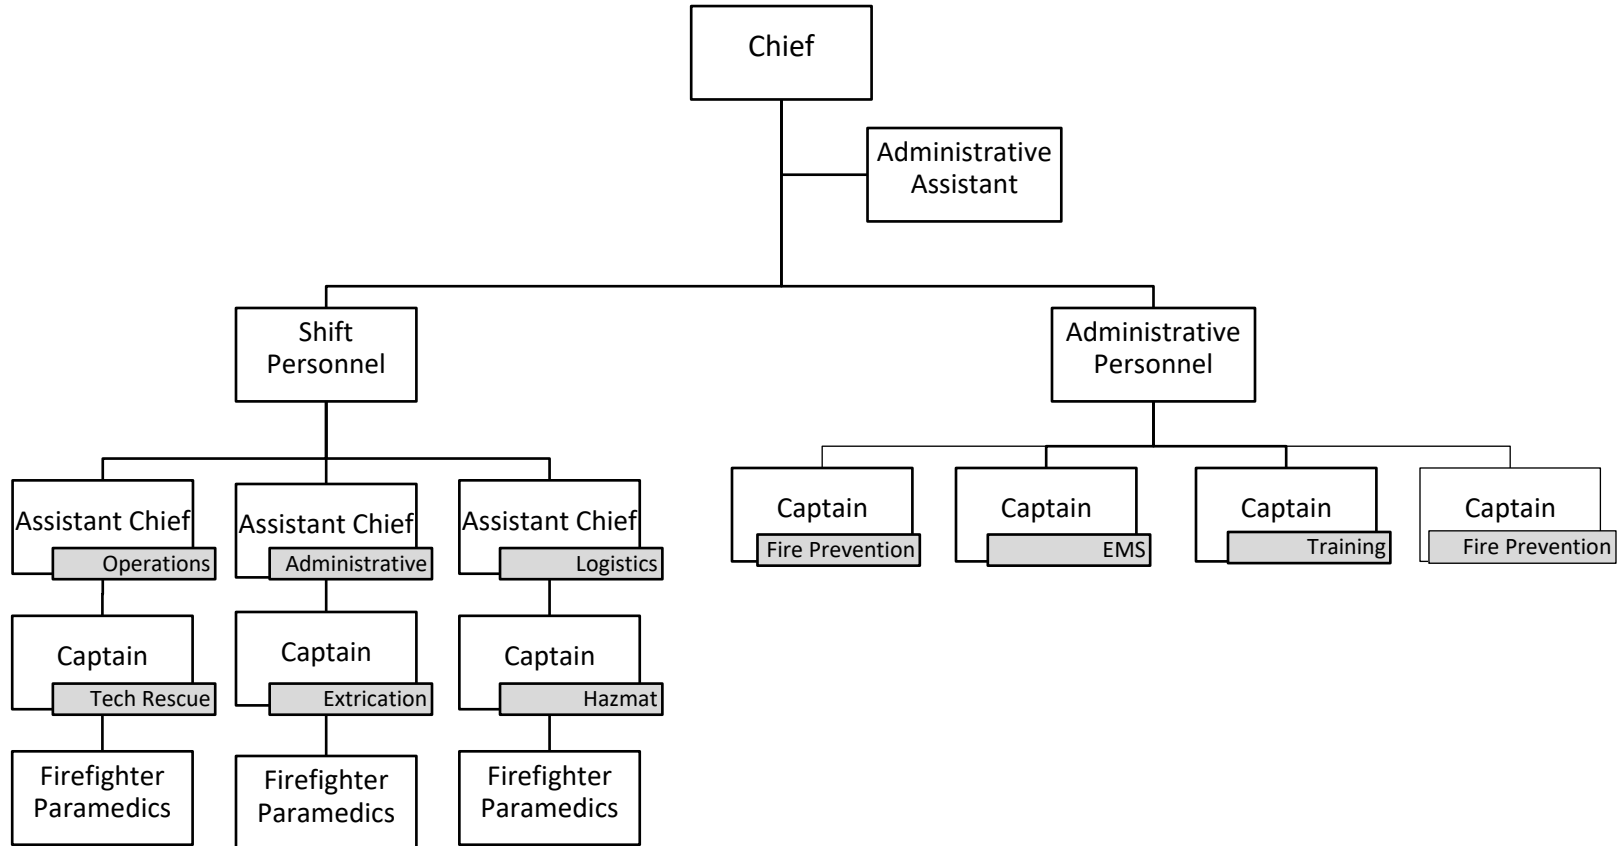 Chief
Administrative
Assistant
Shift
Personnel
Administrative
Personnel
Assistant Chief
Operations
Assistant Chief
Administrative
Assistant Chief
Logistics
Captain
Fire Prevention
Captain
EMS
Captain
Training
Captain
Fire Prevention
Captain
Tech Rescue
Captain
Extrication
Captain
Hazmat
Firefighter
Paramedics
Firefighter
Paramedics
Firefighter
Paramedics